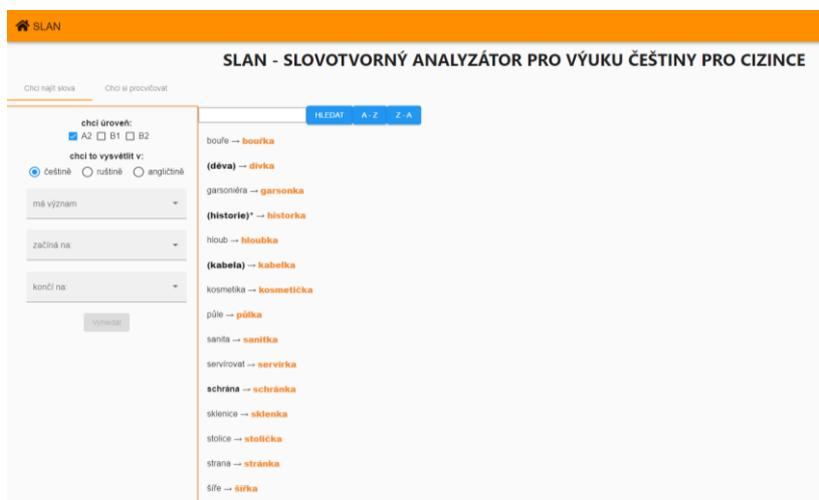 SLAN
SLAN - SLOVOTVORNÝ ANALYZÁTOR PRO VÝUKU ČEŠTINY PRO CIZINCE
Chci najít slova Chci si procvičovat
chci úroveň:
A2 B1 B2
chci to vysvětlit v:
češtině ruštině angličtině
má význam
začíná na:
končí na:
Vyhledat
HLEDAT A - Z Z - A
bouře → bouřka
(děva) → dívka
garsoniéra → garsonka
(historie)* → historka
hloub → hloubka
(kabela) → kabelka
kosmetika → kosmetička
půle → půlka
sanita → sanitka
servírovat → servírka
schrána → schránka
sklenice → sklenka
stolice → stolička
strana → stránka
šíře → šířka